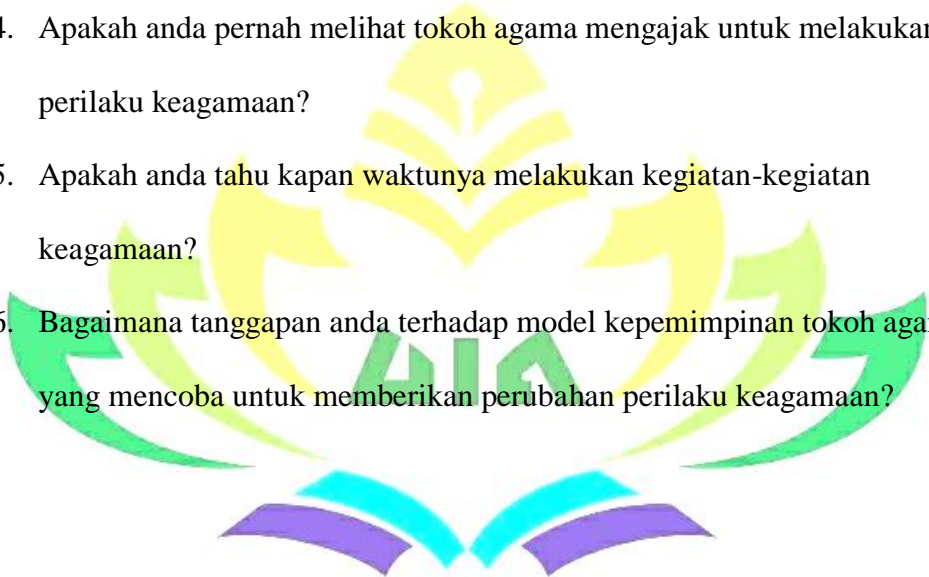 4. Apakah anda pernah melihat tokoh agama mengajak untuk melakukan
perilaku keagamaan?
5. Apakah anda tahu kapan waktunya melakukan kegiatan-kegiatan
keagamaan?
6. Bagaimana tanggapan anda terhadap model kepemimpinan tokoh
yang mencoba untuk memberikan perubahan perilaku keagamaan?